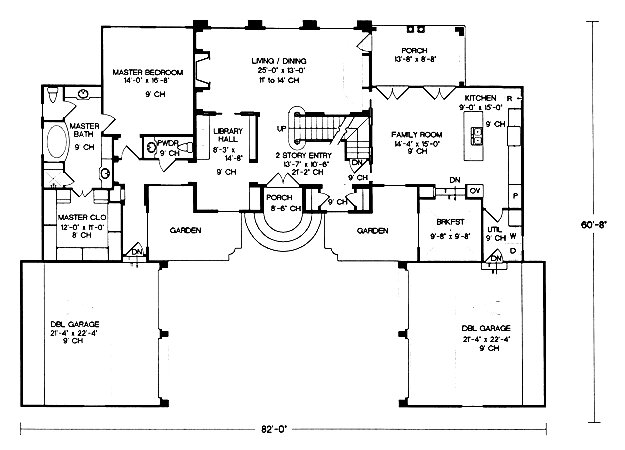 LIVING / DINING
25'-0" x 13'-0"
11' to 14' CH
PORCH
13'-8" x 8'-8"
MASTER BEDROOM
14'-0" x 16'-8"
9' CH
KITCHEN
9'-0" x 15'-0"
9' CH
R
MASTER
BATH
9' CH
PWDR
9' CH
LIBRARY
HALL
8'-3" x
14'-8"
9' CH
UP
2 STORY ENTRY
13'-7" x 10'-6"
21'-2" CH
DN
9' CH
FAMILY ROOM
14'-4" x 15'-0"
9' CH
DN
OV
P
PORCH
8'-6" CH
9' CH
MASTER CLO
12'-0" x 11'-0"
8' CH
DN
GARDEN
GARDEN
BRKFST
9'-8" x 9'-8"
UTIL
9' CH
W
D
DN
60'-8"
DBL GARAGE
21'-4" x 22'-4"
9' CH
DBL GARAGE
21'-4" x 22'-4"
9' CH
82'-0"